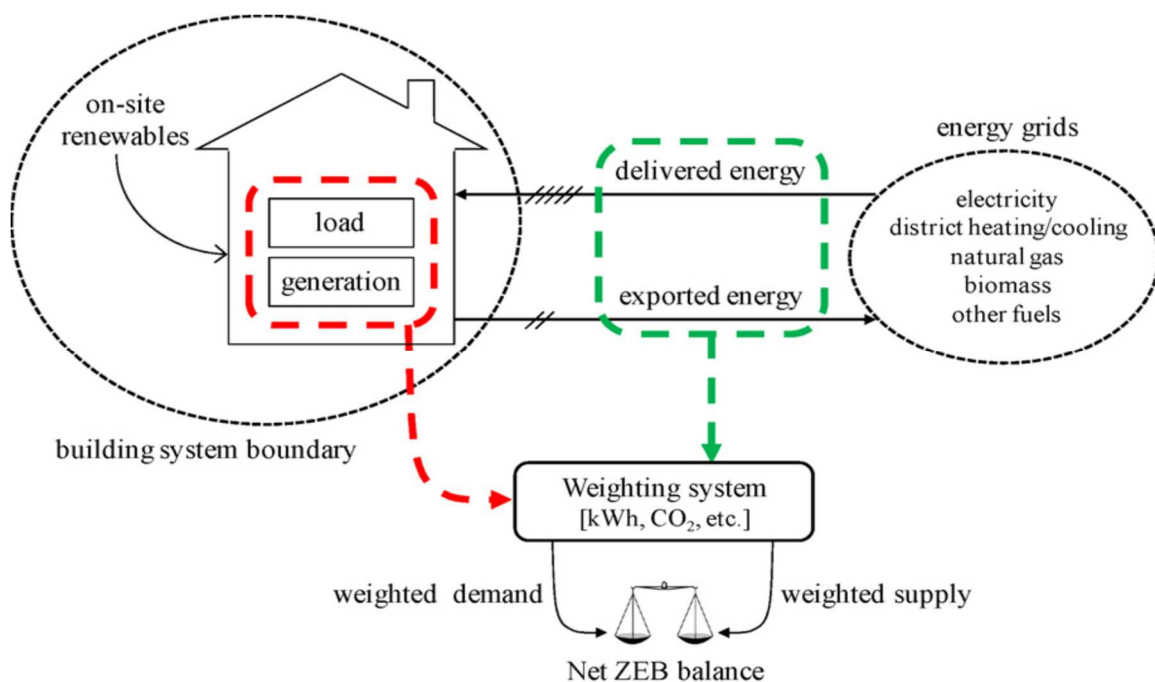 on-site
renewables
load
generation
building system boundary
delivered energy
exported energy
energy grids
electricity
district heating/cooling
natural gas
biomass
other fuels
Weighting system
[kWh, CO₂, etc.]
weighted demand
weighted supply
Net ZEB balance